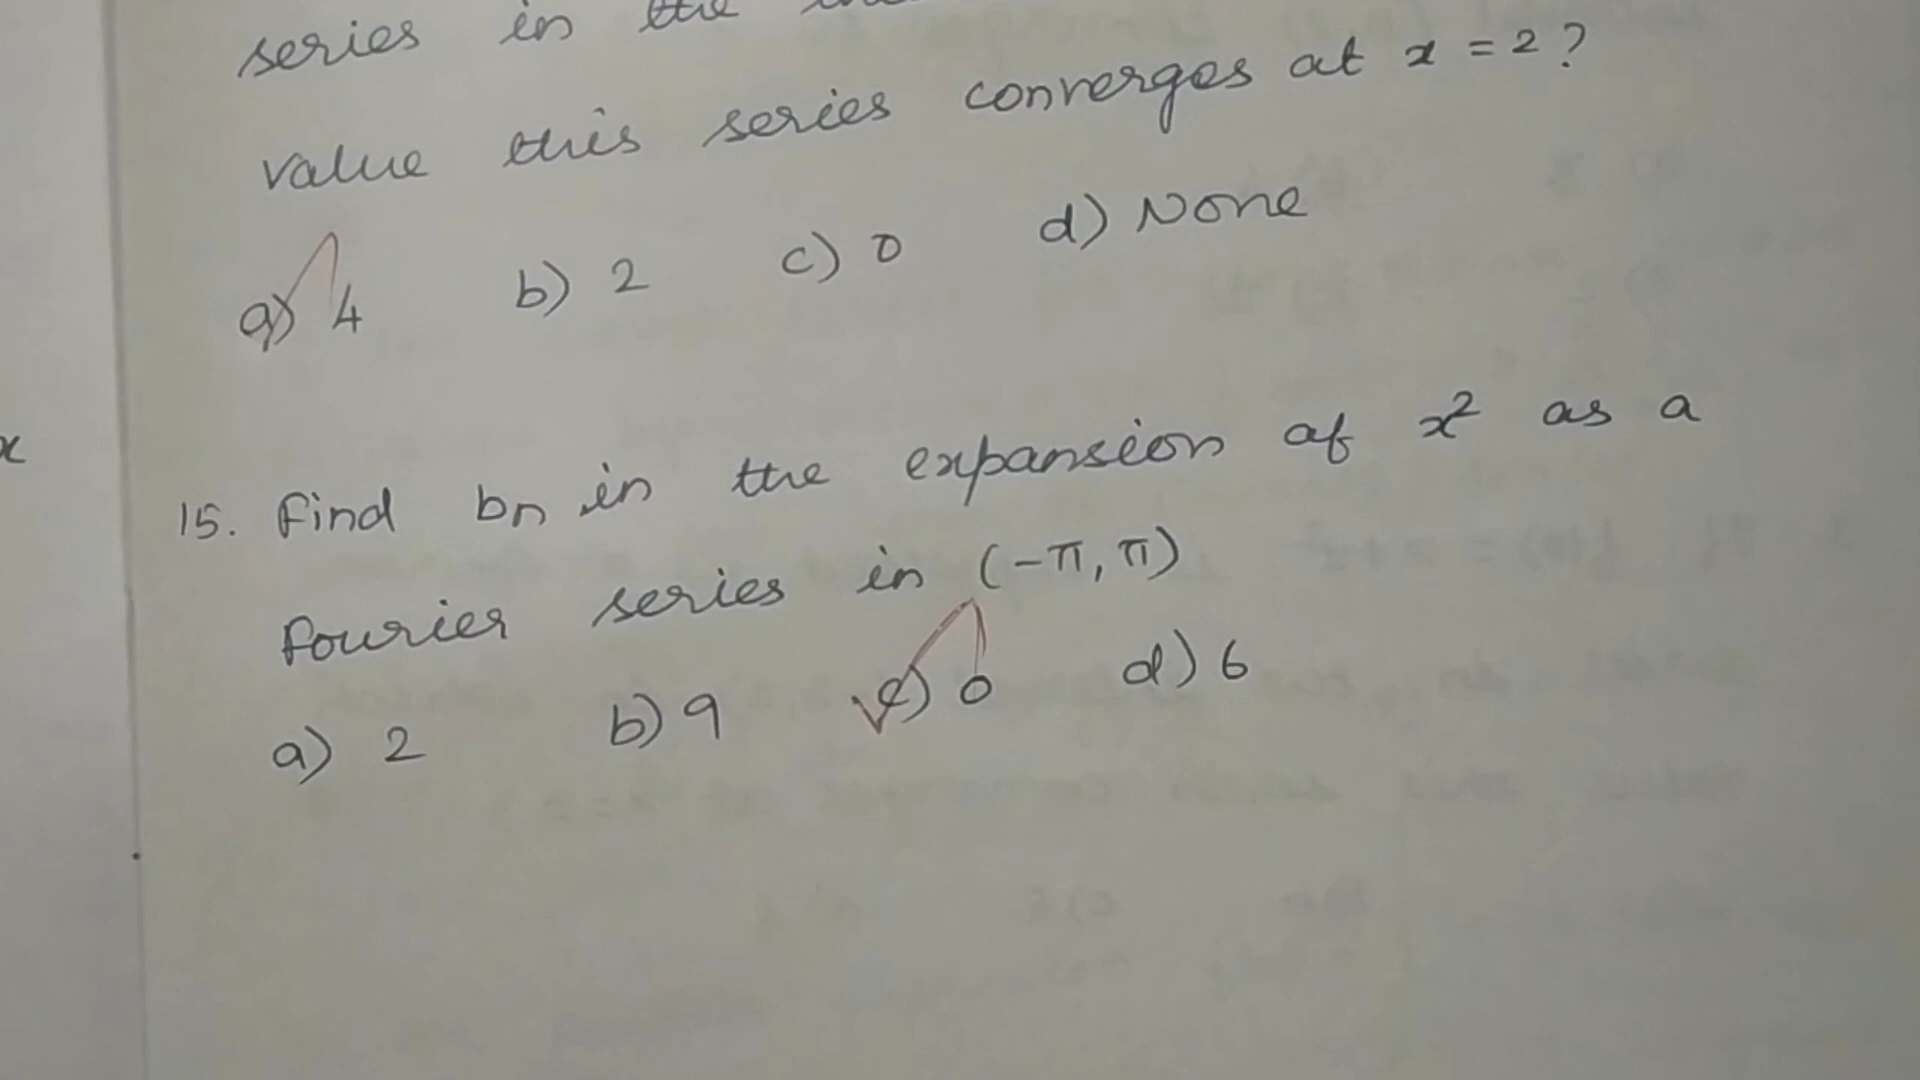 series in the
value this series converges at x = 2?
a) 4 b) 2 c) 0 d) None
x
15. Find bn in the expansion of x² as a
Fourier series in (-π, π)
a) 2 b) 9 c) 0 d) 6